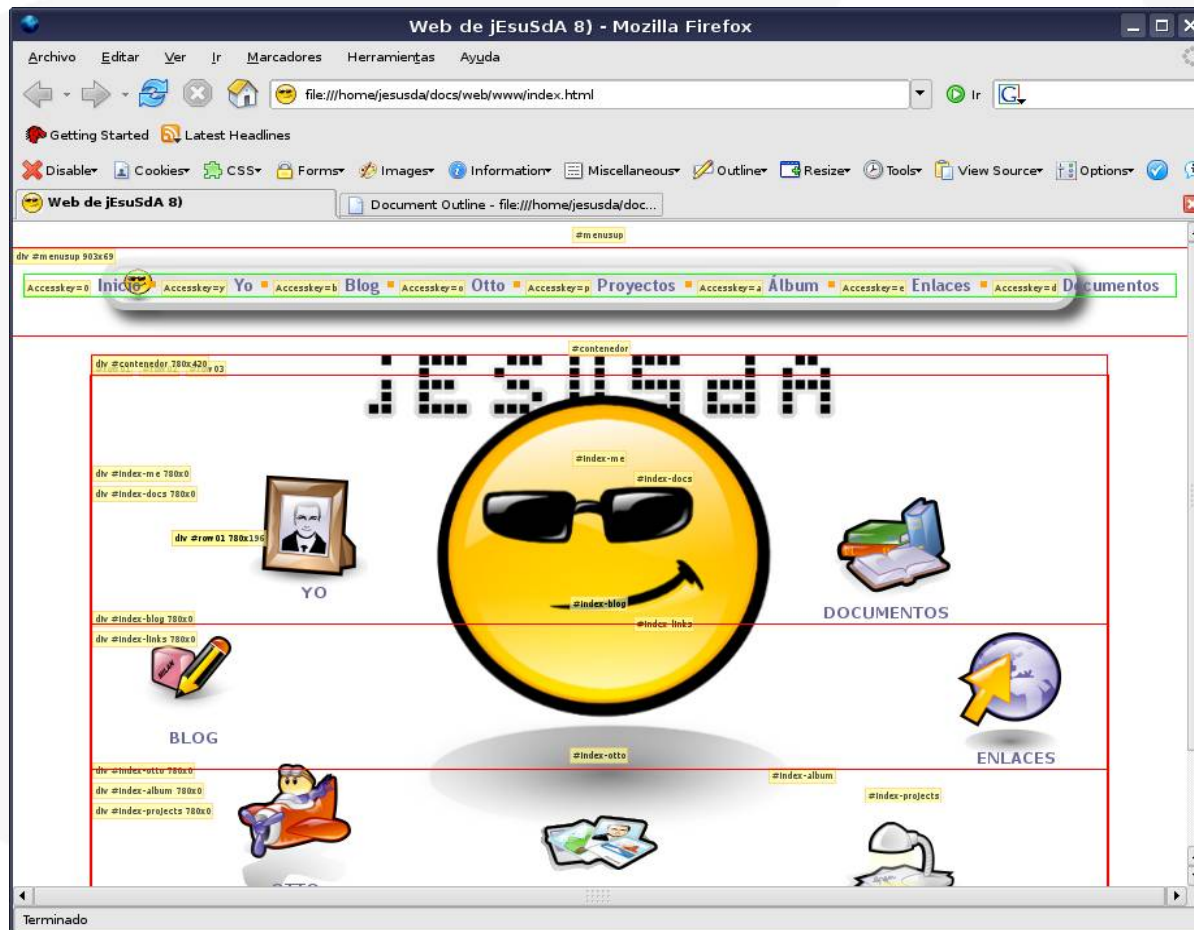 Web de jEsuSdA 8) - Mozilla Firefox
Archivo Editar Ver Ir Marcadores Herramientas Ayuda
file:///home/jesusda/docs/web/www/index.html Ir G
Getting Started Latest Headlines
Disable Cookies CSS Forms Images Information Miscellaneous Outline Resize Tools View Source Options
Web de jEsuSdA 8) Document Outline - file:///home/jesusda/doc...
#menusup
div #menusup 903x69
Accesskey=0 Inicio Accesskey=y Yo Accesskey=b Blog Accesskey=o Otto Accesskey=p Proyectos Accesskey=a Álbum Accesskey=e Enlaces Accesskey=d Documentos
#contenedor
div #contenedor 780x420
jESUSdA
#index-me
div #index-me 780x0
#index-docs
div #index-docs 780x0
div #row01 780x196
YO
#index-blog
DOCUMENTOS
div #index-blog 780x0
#index-links
div #index-links 780x0
MILAN
BLOG
#index-otto
ENLACES
div #index-otto 780x0
#index-album
div #index-album 780x0
#index-projects
div #index-projects 780x0
OTTO
Terminado